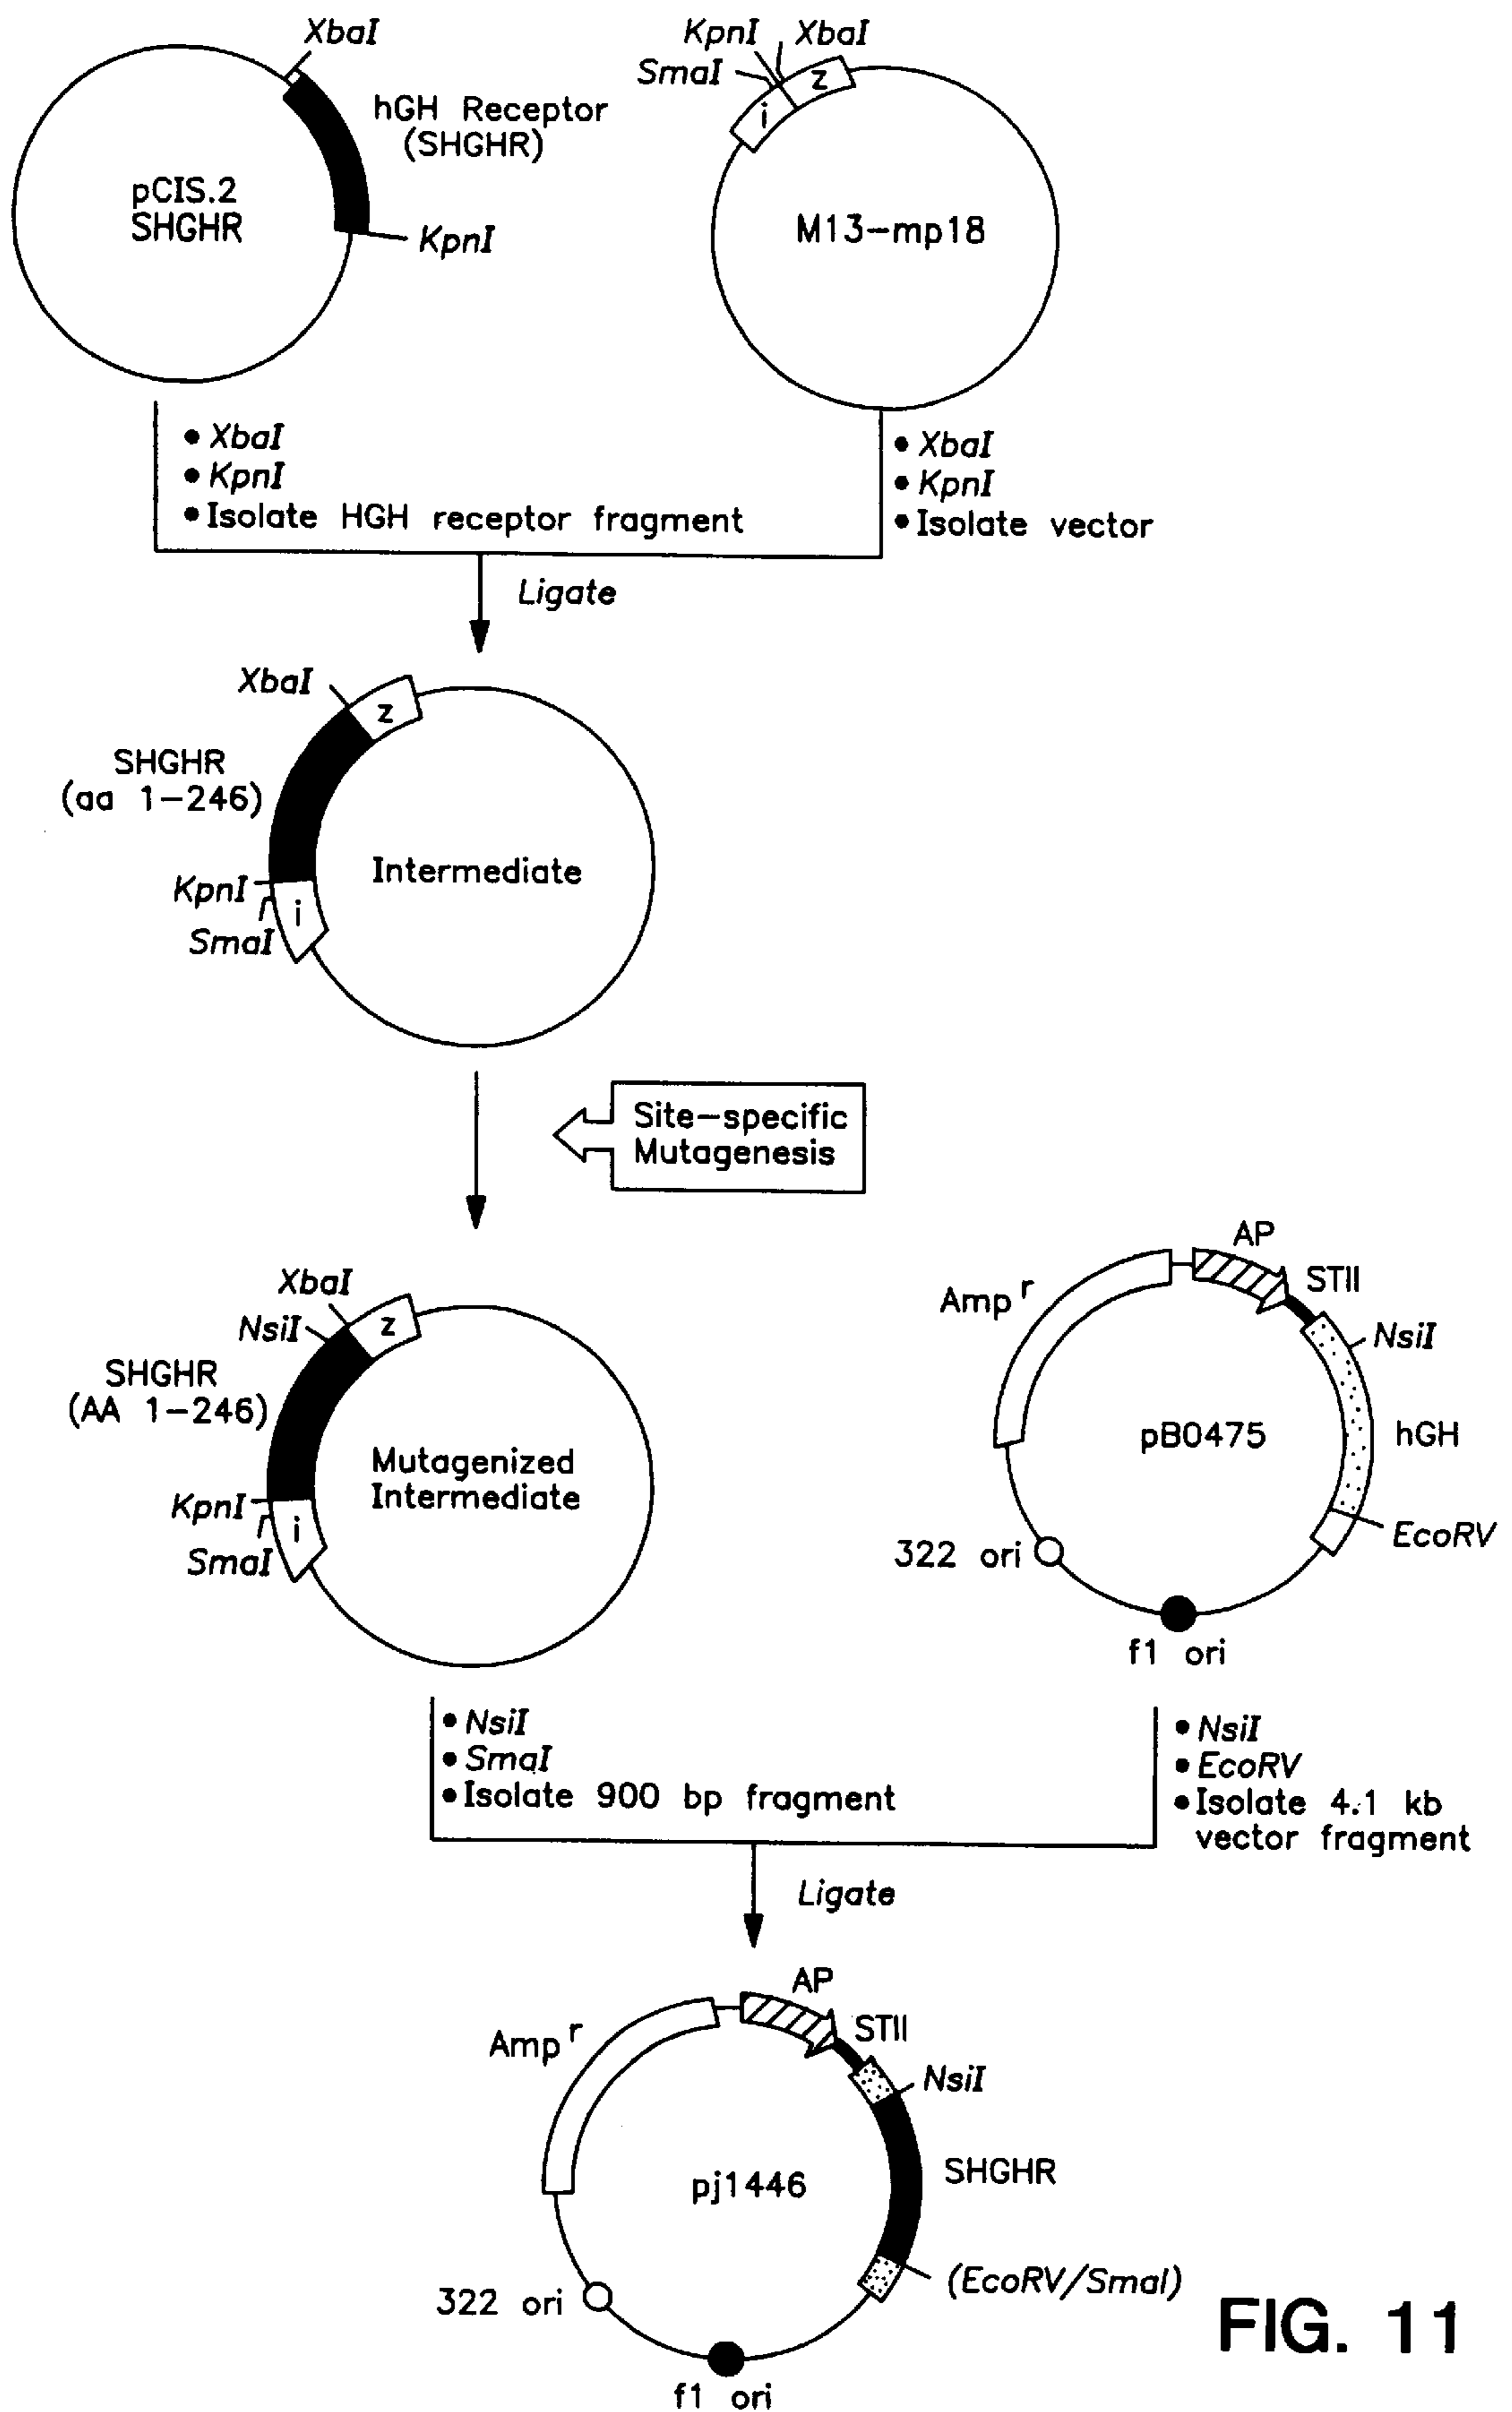 XbaI
hGH Receptor
(SHGHR)
pCIS.2
SHGHR
KpnI
KpnI
XbaI
SmaI
z
i
M13-mp18
• XbaI
• KpnI
• Isolate HGH receptor fragment
• XbaI
• KpnI
• Isolate vector
Ligate
XbaI
z
SHGHR
(aa 1-246)
Intermediate
KpnI
i
SmaI
Site-specific
Mutagenesis
XbaI
NsiI
z
SHGHR
(AA 1-246)
Mutagenized
Intermediate
KpnI
i
SmaI
AP
STII
Amp r
NsiI
pB0475
hGH
EcoRV
322 ori
f1 ori
• NsiI
• SmaI
• Isolate 900 bp fragment
• NsiI
• EcoRV
• Isolate 4.1 kb
vector fragment
Ligate
AP
STII
Amp r
NsiI
pj1446
SHGHR
(EcoRV/SmaI)
322 ori
f1 ori
FIG. 11